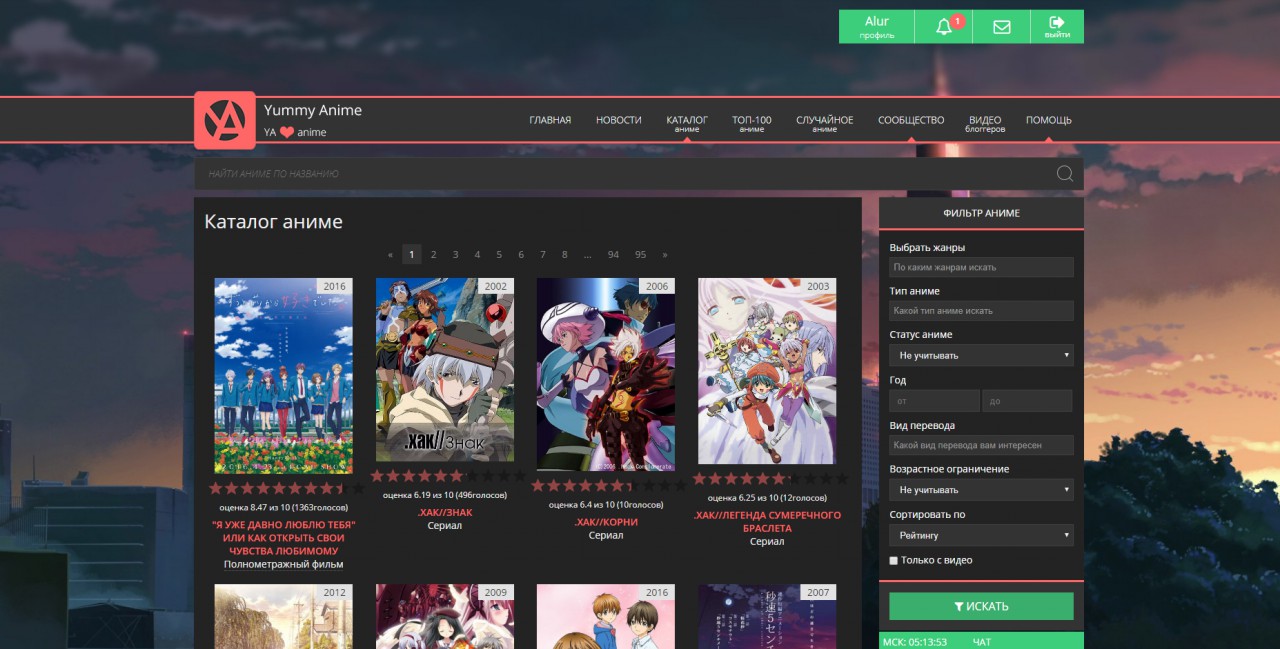 Alur
профиль
1
выйти
YA
Yummy Anime
YA ❤ anime
ГЛАВНАЯ
НОВОСТИ
КАТАЛОГ
аниме
ТОП-100
аниме
СЛУЧАЙНОЕ
аниме
СООБЩЕСТВО
ВИДЕО
блоггеров
ПОМОЩЬ
НАЙТИ АНИМЕ ПО НАЗВАНИЮ
Каталог аниме
« 1 2 3 4 5 6 7 8 ... 94 95 »
2016
оценка 8.47 из 10 (1363голосов)
"Я УЖЕ ДАВНО ЛЮБЛЮ ТЕБЯ"
ИЛИ КАК ОТКРЫТЬ СВОИ
ЧУВСТВА ЛЮБИМОМУ
Полнометражный фильм
2002
.хак//Знак
оценка 6.19 из 10 (496голосов)
.ХАК//ЗНАК
Сериал
2006
оценка 6.4 из 10 (10голосов)
.ХАК//КОРНИ
Сериал
2003
оценка 6.25 из 10 (12голосов)
.ХАК//ЛЕГЕНДА СУМЕРЕЧНОГО
БРАСЛЕТА
Сериал
2012
2009
2016
2007
秒速5センチ
ФИЛЬТР АНИМЕ
Выбрать жанры
По каким жанрам искать
Тип аниме
Какой тип аниме искать
Статус аниме
Не учитывать
Год
от
до
Вид перевода
Какой вид перевода вам интересен
Возрастное ограничение
Не учитывать
Сортировать по
Рейтингу
Только с видео
ИСКАТЬ
МСК: 05:13:53
ЧАТ